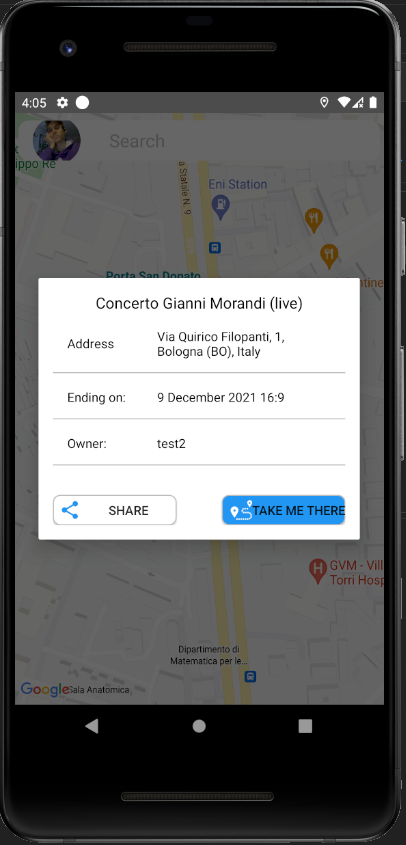 4:05
Search
ippo Re
a Statale N. 9
Eni Station
Porta San Donato
ntine
Concerto Gianni Morandi (live)
Address
Via Quirico Filopanti, 1,
Bologna (BO), Italy
Ending on:
9 December 2021 16:9
Owner:
test2
SHARE
TAKE ME THERE
GVM - Vill
Torri Hosp
Dipartimento di
Matematica per le...
Google
Sala Anatomica,